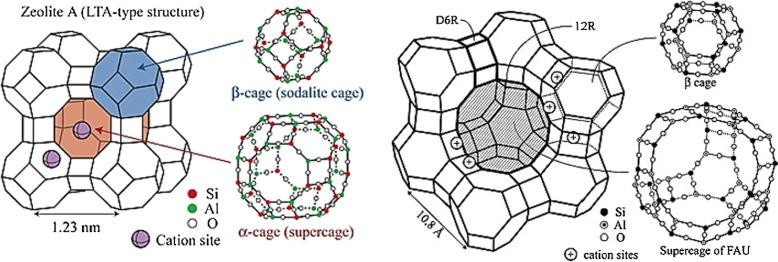 Zeolite A (LTA-type structure)
β-cage (sodalite cage)
Si
Al
O
1.23 nm
Cation site
α-cage (supercage)
D6R
12R
β cage
10.8 Å
cation sites
Si
Al
O
Supercage of FAU